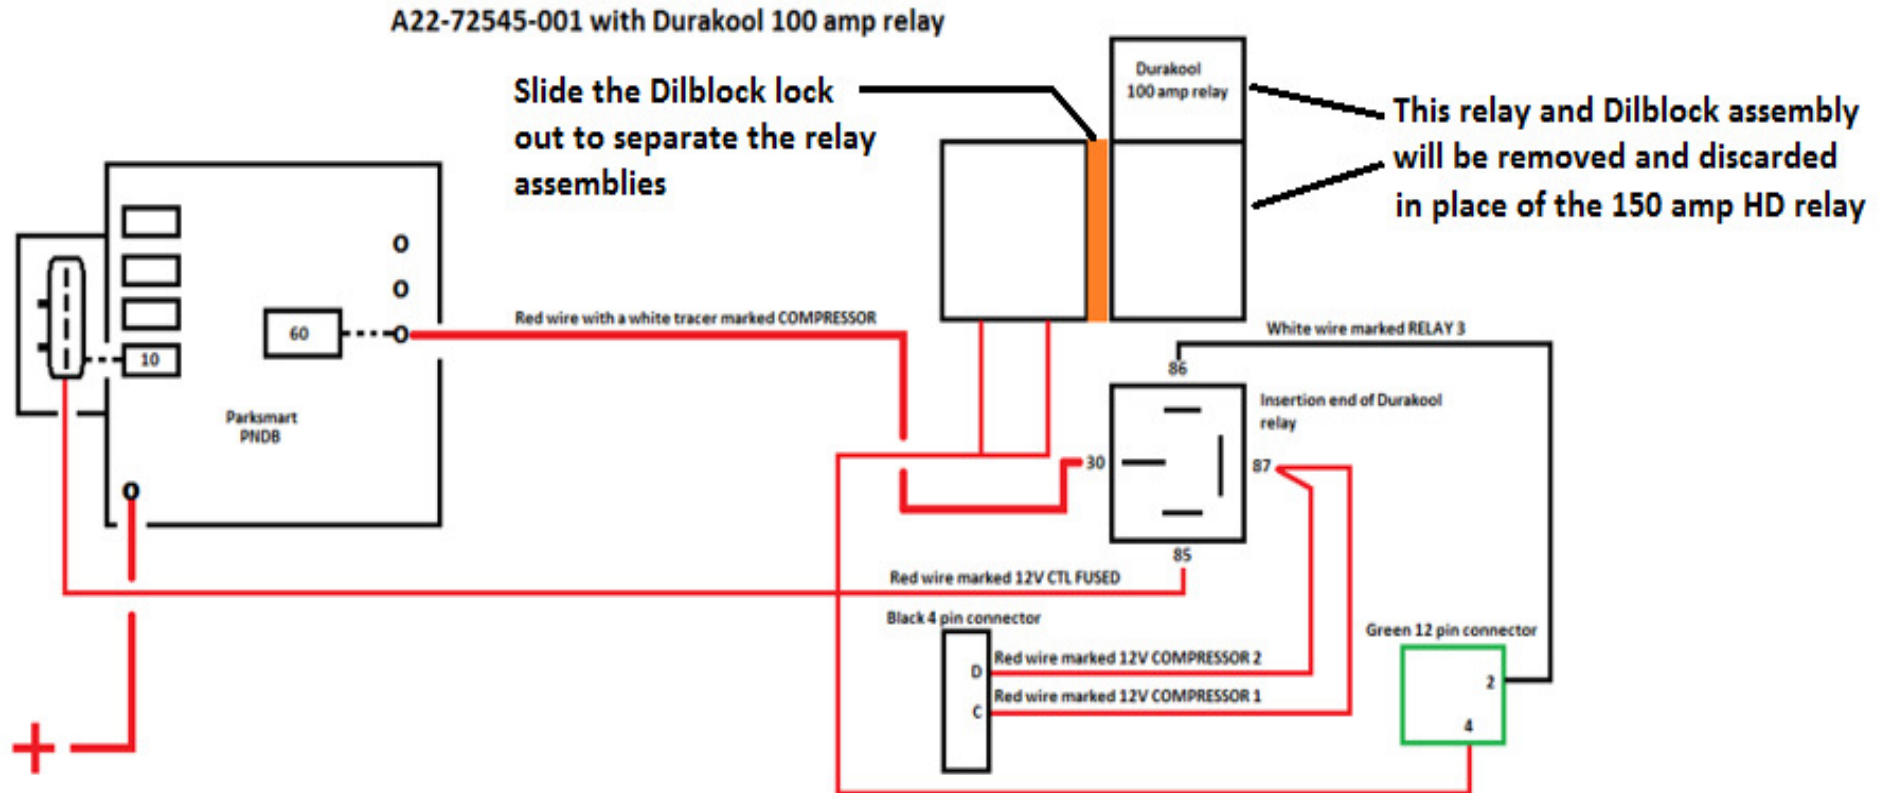 A22-72545-001 with Durakool 100 amp relay
Slide the Dilblock lock
out to separate the relay
assemblies
Durakool
100 amp relay
This relay and Dilblock assembly
will be removed and discarded
in place of the 150 amp HD relay
60
10
Parksmart
PNDB
Red wire with a white tracer marked COMPRESSOR
White wire marked RELAY 3
86
Insertion end of Durakool
relay
30
87
85
Red wire marked 12V CTL FUSED
Black 4 pin connector
D
Red wire marked 12V COMPRESSOR 2
C
Red wire marked 12V COMPRESSOR 1
Green 12 pin connector
2
4